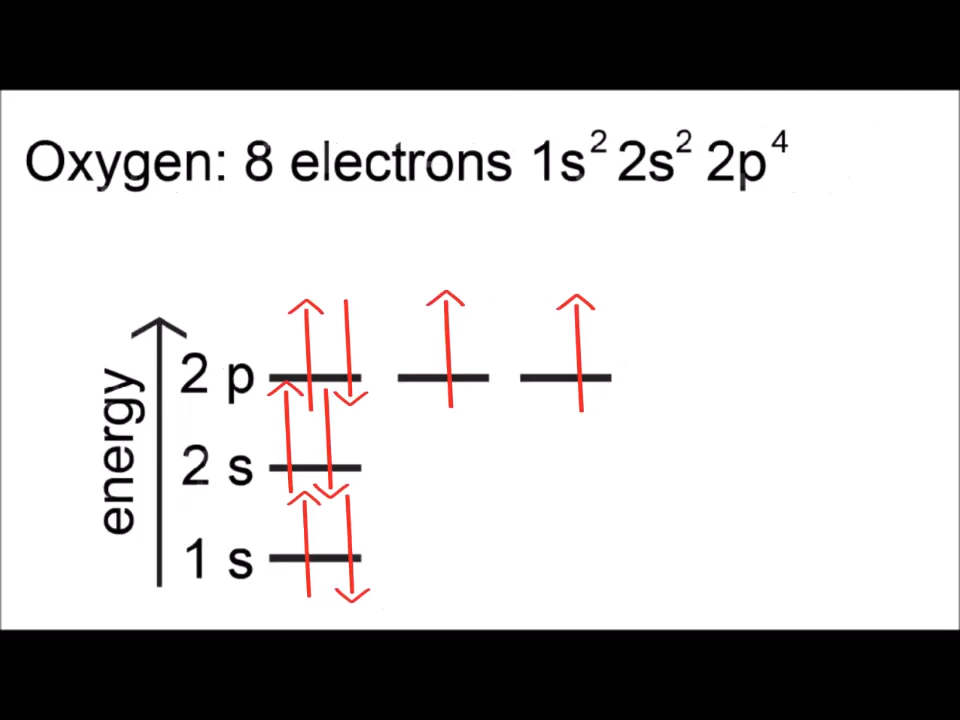 Oxygen: 8 electrons 1s² 2s² 2p⁴
energy
2 p
2 s
1 s